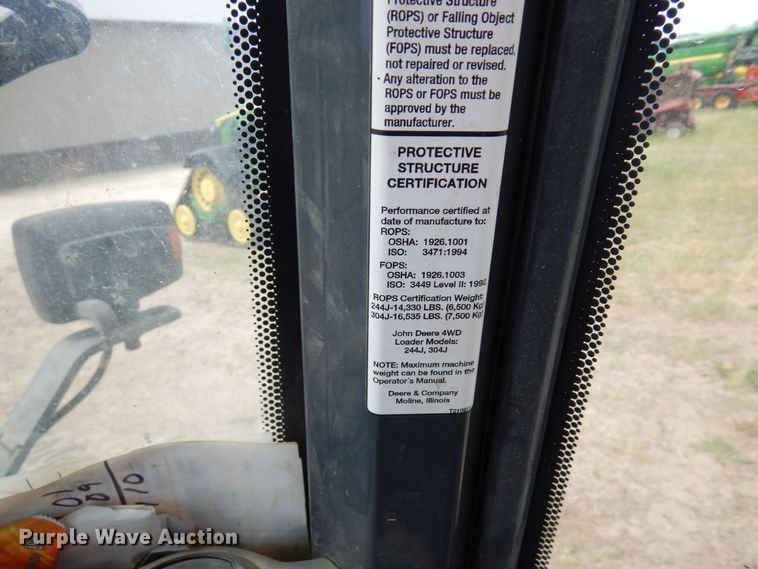 Protective Structure
(ROPS) or Falling Object
Protective Structure
(FOPS) must be replaced,
not repaired or revised.
- Any alteration to the
ROPS or FOPS must be
approved by the
manufacturer.
PROTECTIVE
STRUCTURE
CERTIFICATION
Performance certified at
date of manufacture to:
ROPS:
OSHA: 1926.1001
ISO: 3471:1994
FOPS:
OSHA: 1926.1003
ISO: 3449 Level II: 1992
ROPS Certification Weight:
244J-14,330 LBS. (6,500 Kg)
304J-16,535 LBS. (7,500 Kg)
John Deere 4WD
Loader Models:
244J, 304J
NOTE: Maximum machine
weight can be found in the
Operator's Manual.
Deere & Company
Moline, Illinois
Purple Wave Auction